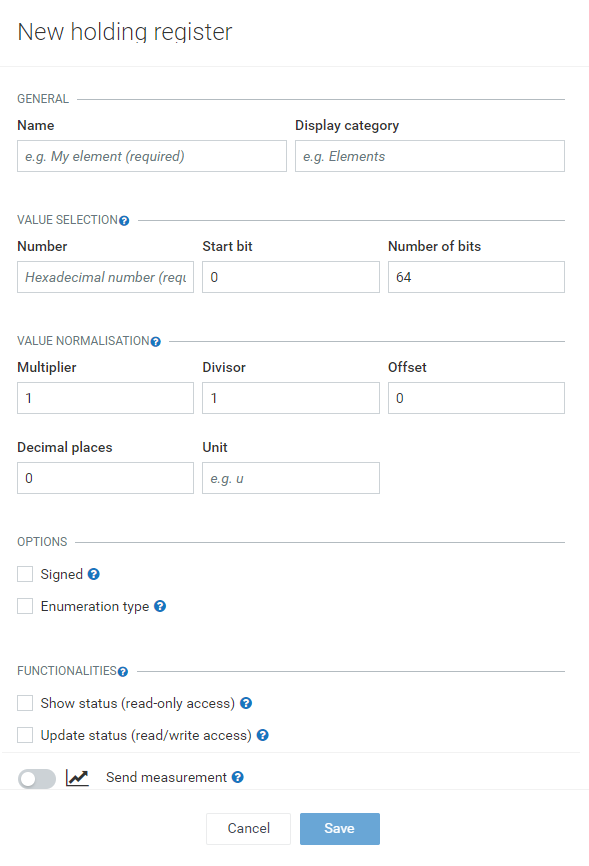 New holding register
GENERAL
Name Display category
e.g. My element (required) e.g. Elements
VALUE SELECTION
Number Start bit Number of bits
Hexadecimal number (requ 0 64
VALUE NORMALISATION
Multiplier Divisor Offset
1 1 0
Decimal places Unit
0 e.g. u
OPTIONS
Signed
Enumeration type
FUNCTIONALITIES
Show status (read-only access)
Update status (read/write access)
Send measurement
Cancel Save